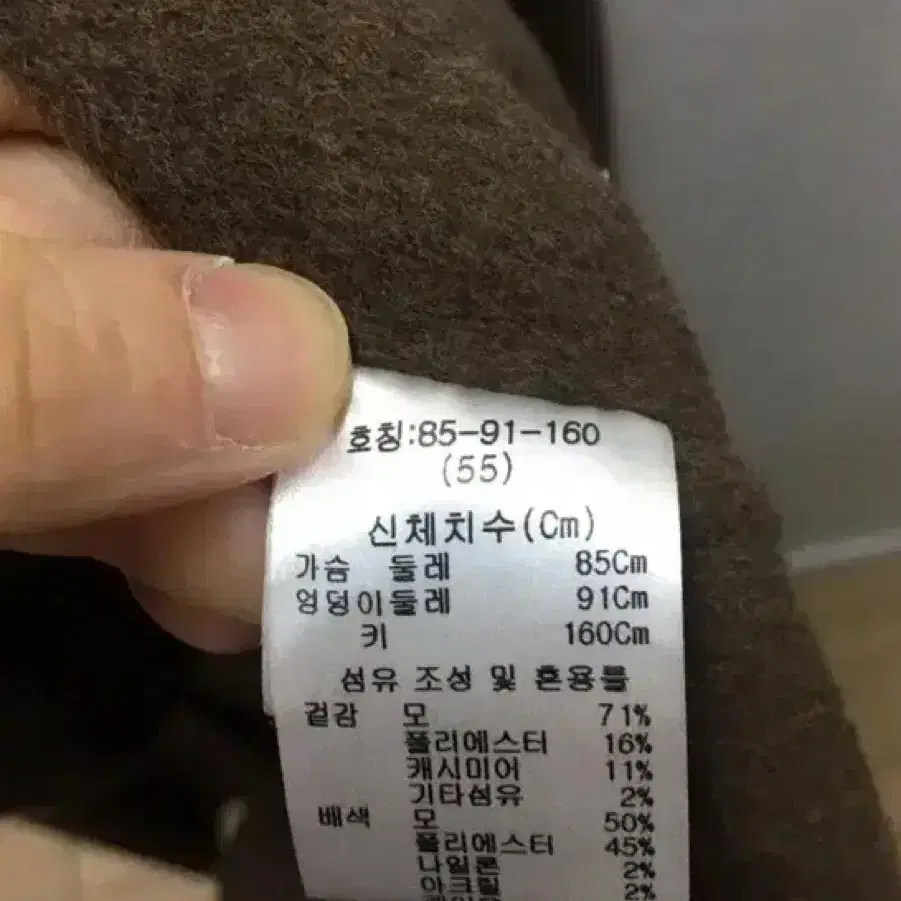 호칭:85-91-160
(55)
신체치수(Cm)
가슴 둘레 85Cm
엉덩이둘레 91Cm
키 160Cm
섬유 조성 및 혼용률
겉감 모 71%
폴리에스터 16%
캐시미어 11%
기타섬유 2%
배색 모 50%
폴리에스터 45%
나일론 2%
아크릴 2%